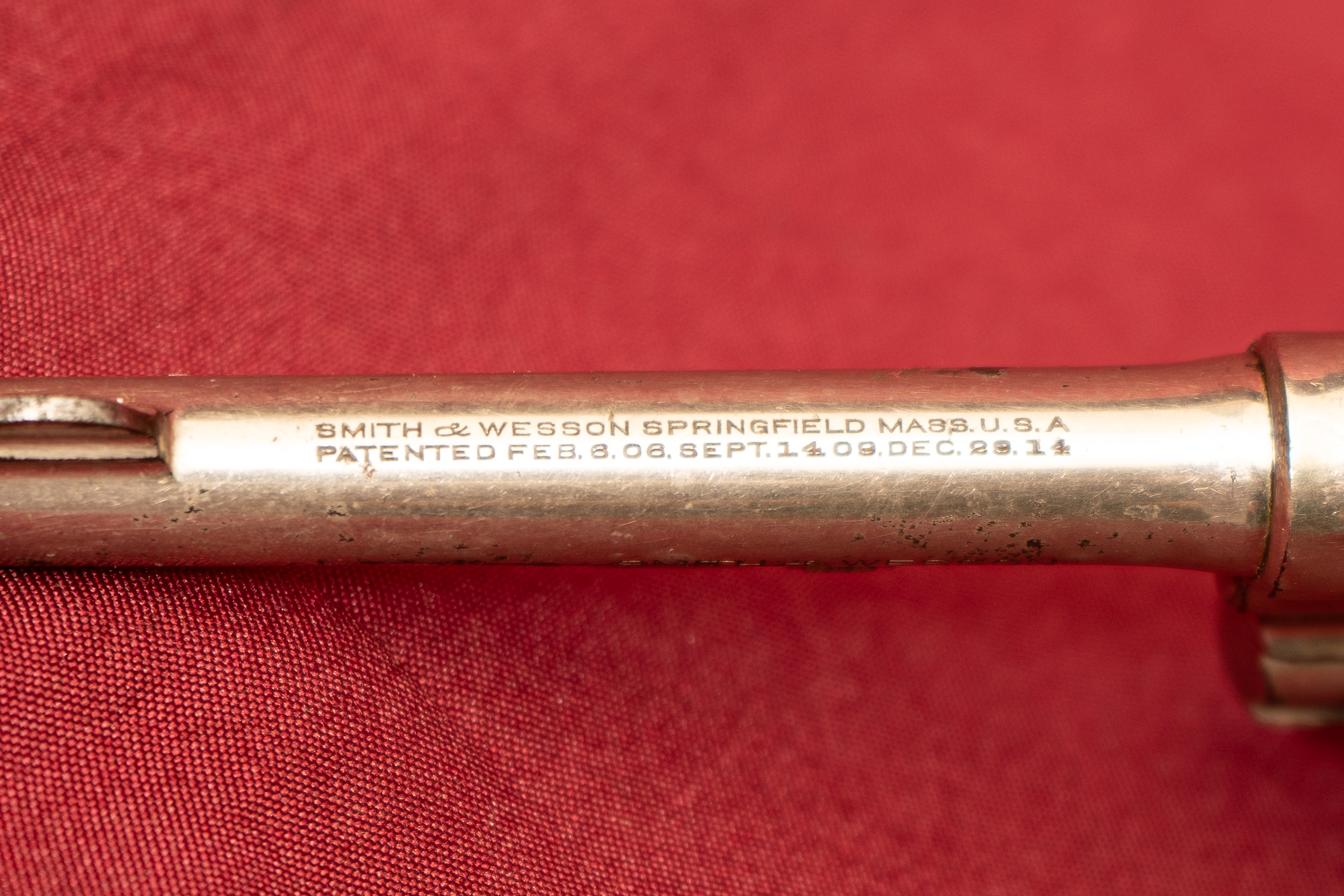 SMITH & WESSON SPRINGFIELD MASS. U.S.A
PATENTED FEB. 6. 06. SEPT. 14 09. DEC. 29. 14